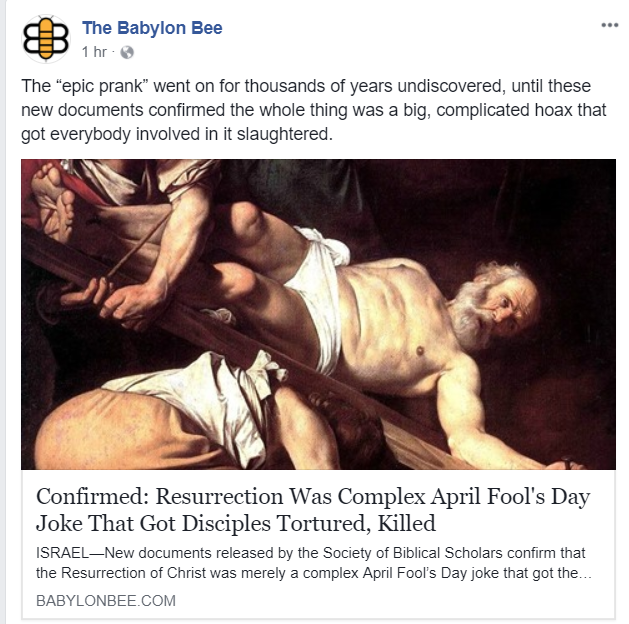 The Babylon Bee
1 hr ·
The “epic prank” went on for thousands of years undiscovered, until these
new documents confirmed the whole thing was a big, complicated hoax that
got everybody involved in it slaughtered.
Confirmed: Resurrection Was Complex April Fool's Day
Joke That Got Disciples Tortured, Killed
ISRAEL—New documents released by the Society of Biblical Scholars confirm that
the Resurrection of Christ was merely a complex April Fool’s Day joke that got the…
BABYLONBEE.COM